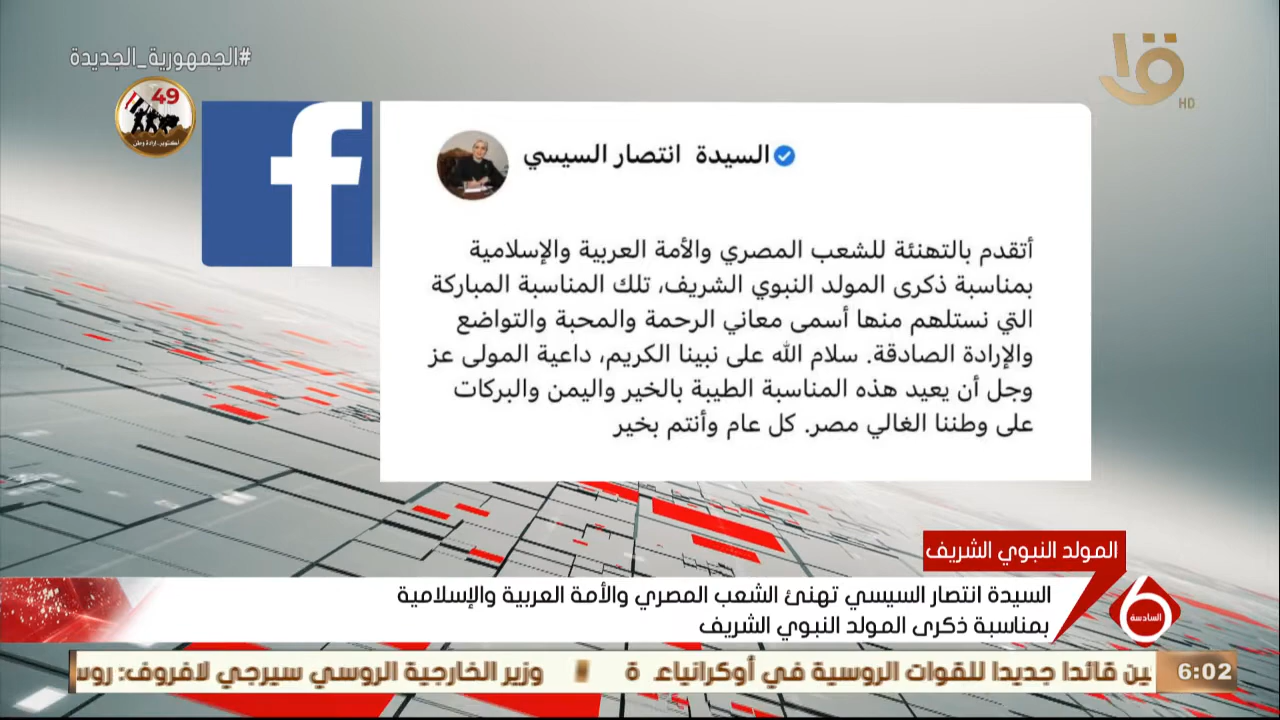 #الجمهورية_الجديدة
49
أكتوبر.. إرادة وطن
HD
السيدة انتصار السيسي
أتقدم بالتهنئة للشعب المصري والأمة العربية والإسلامية
بمناسبة ذكرى المولد النبوي الشريف، تلك المناسبة المباركة
التي نستلهم منها أسمى معاني الرحمة والمحبة والتواضع
والإرادة الصادقة. سلام الله على نبينا الكريم، داعية المولى عز
وجل أن يعيد هذه المناسبة الطيبة بالخير واليمن والبركات
على وطننا الغالي مصر. كل عام وأنتم بخير
المولد النبوي الشريف
السيدة انتصار السيسي تهنئ الشعب المصري والأمة العربية والإسلامية
بمناسبة ذكرى المولد النبوي الشريف
السادسة
6:02
ين قائدا جديدا للقوات الروسية في أوكرانيا
وزير الخارجية الروسي سيرجي لافروف: روس